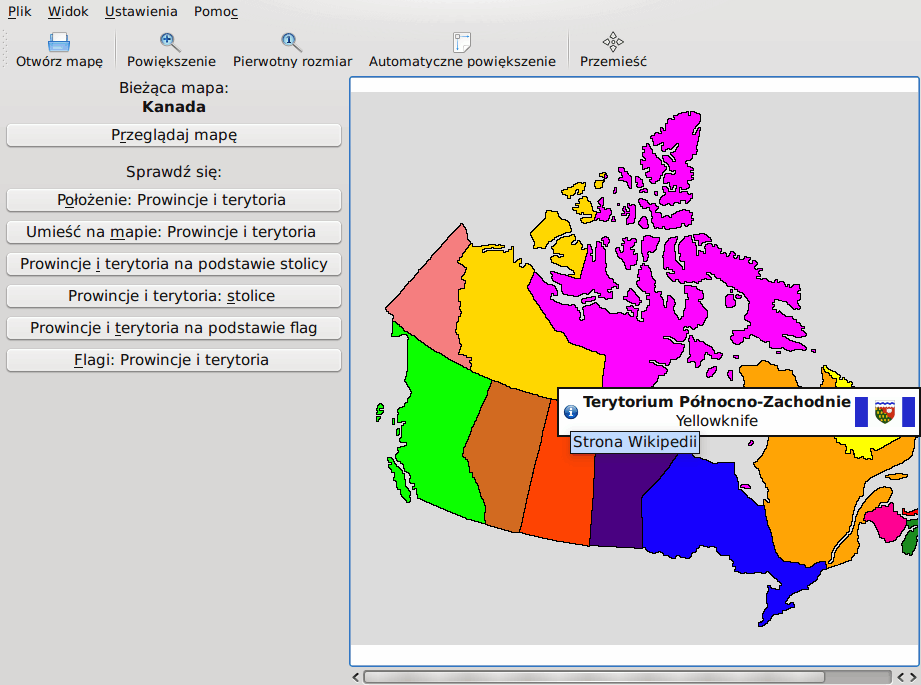 Plik Widok Ustawienia Pomoc
Otwórz mapę Powiększenie Pierwotny rozmiar Automatyczne powiększenie Przemieść
Bieżąca mapa:
Kanada
Przeglądaj mapę
Sprawdź się:
Położenie: Prowincje i terytoria
Umieść na mapie: Prowincje i terytoria
Prowincje i terytoria na podstawie stolicy
Prowincje i terytoria: stolice
Prowincje i terytoria na podstawie flag
Flagi: Prowincje i terytoria
Terytorium Północno-Zachodnie
Yellowknife
Strona Wikipedii